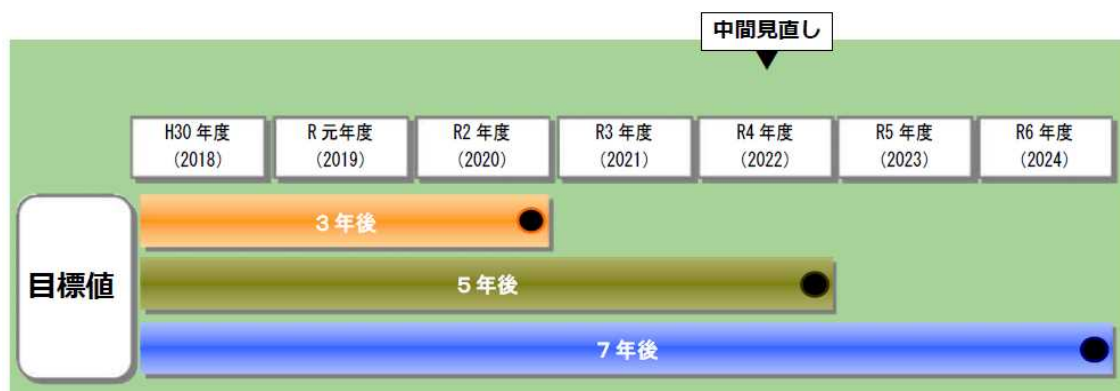 中間見直し
H30 年度
(2018)
R 元年度
(2019)
R2 年度
(2020)
R3 年度
(2021)
R4 年度
(2022)
R5 年度
(2023)
R6 年度
(2024)
目標値
３年後
５年後
７年後